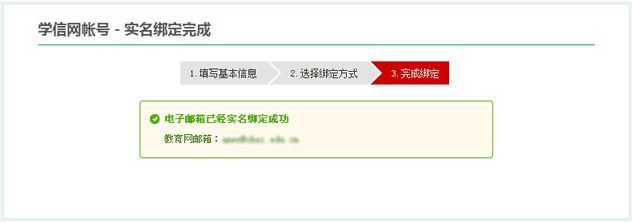 学信网帐号 - 实名绑定完成
1. 填写基本信息 2. 选择绑定方式 3. 完成绑定
电子邮箱已经实名绑定成功
教育网邮箱：